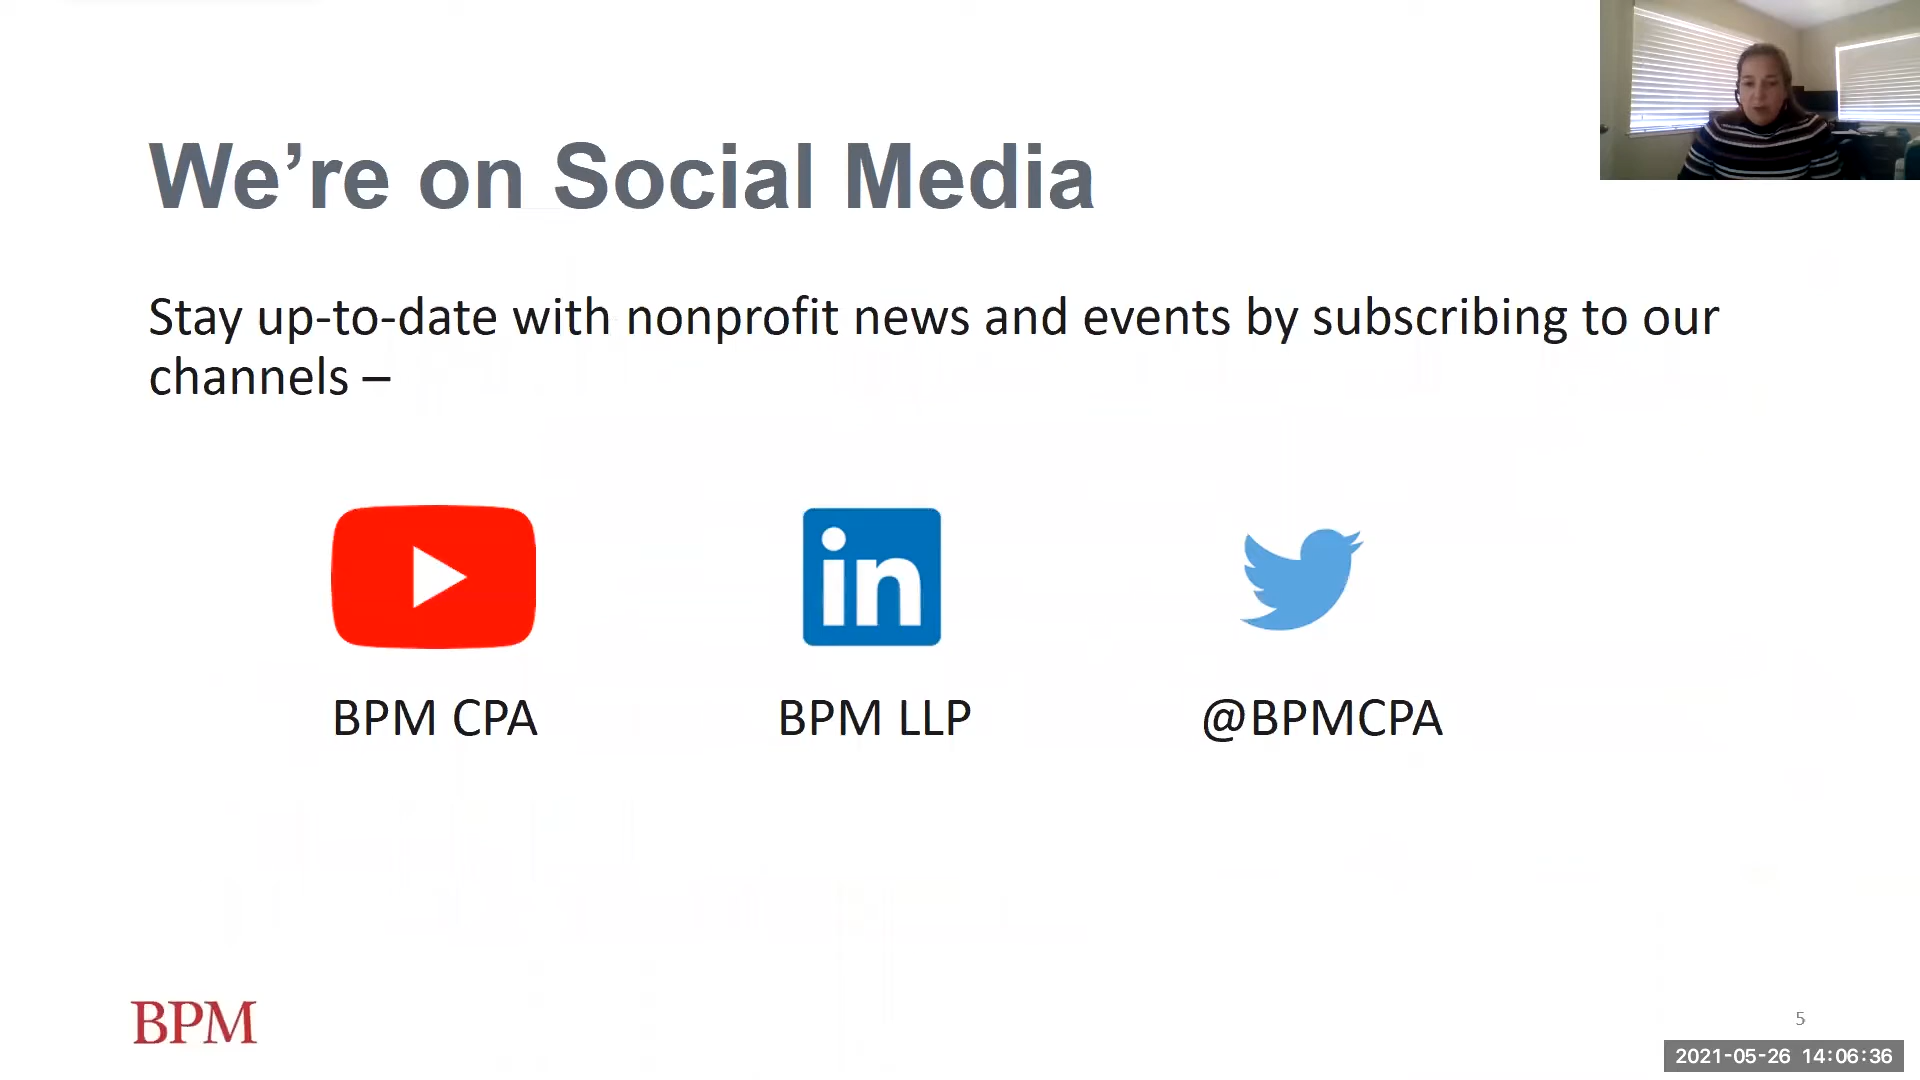 We’re on Social Media
Stay up-to-date with nonprofit news and events by subscribing to our
channels –
in
BPM CPA
BPM LLP
@BPMCPA
BPM
5
2021-05-26 14:06:36